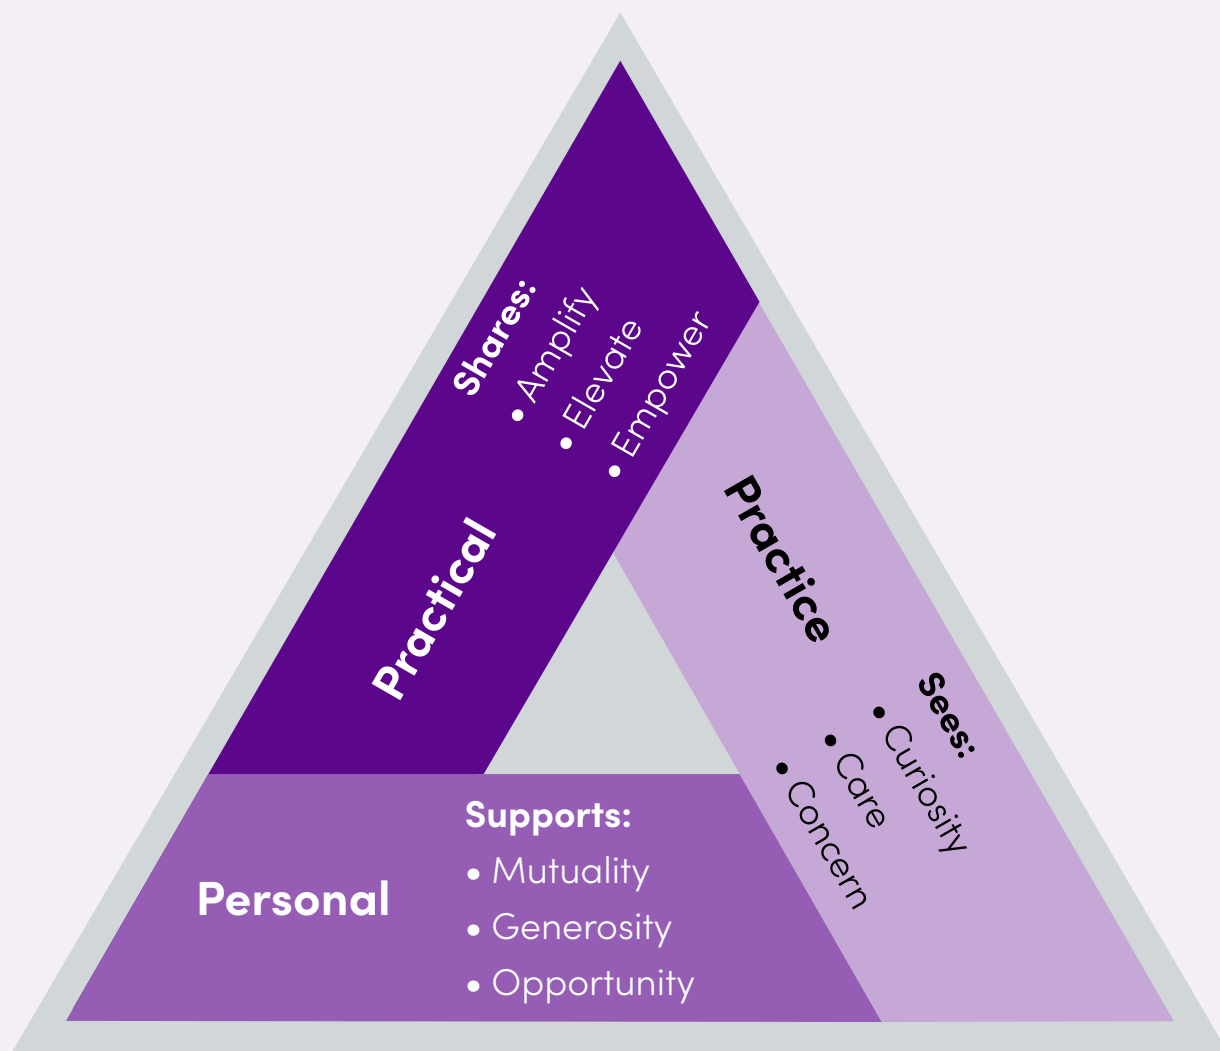 Practical
Shares:
• Amplify
• Elevate
• Empower
Practice
Sees:
• Curiosity
• Care
• Concern
Personal
Supports:
• Mutuality
• Generosity
• Opportunity